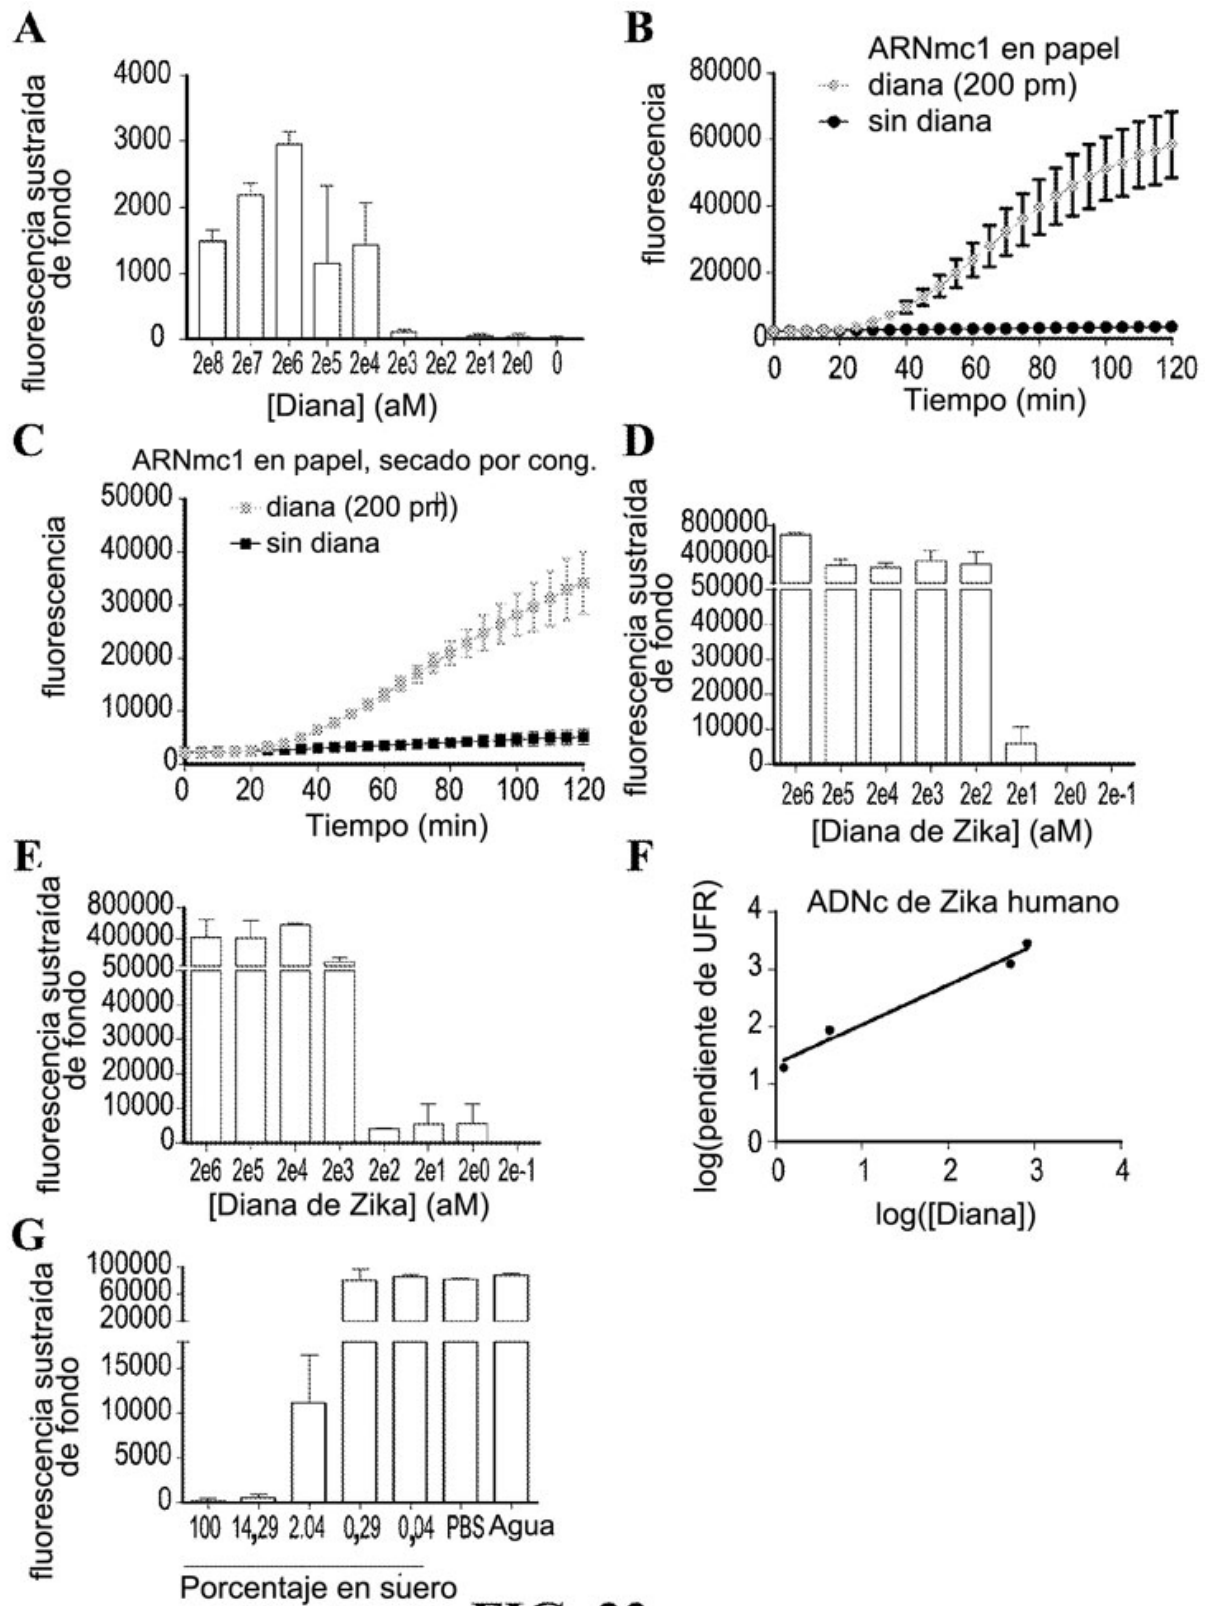 A
fluorescencia sustraída
de fondo
4000
3000
2000
1000
0
2e8 2e7 2e6 2e5 2e4 2e3 2e2 2e1 2e0 0
[Diana] (aM)
B
ARNmc1 en papel
diana (200 pm)
sin diana
fluorescencia
80000
60000
40000
20000
0
0 20 40 60 80 100 120
Tiempo (min)
C
ARNmc1 en papel, secado por cong.
diana (200 pm)
sin diana
fluorescencia
50000
40000
30000
20000
10000
0
0 20 40 60 80 100 120
Tiempo (min)
D
fluorescencia sustraída
de fondo
800000
400000
50000
40000
30000
20000
10000
0
2e6 2e5 2e4 2e3 2e2 2e1 2e0 2e-1
[Diana de Zika] (aM)
E
fluorescencia sustraída
de fondo
800000
400000
50000
40000
30000
20000
10000
0
2e6 2e5 2e4 2e3 2e2 2e1 2e0 2e-1
[Diana de Zika] (aM)
F
ADNc de Zika humano
log(pendiente de UFR)
4
3
2
1
0
0 1 2 3 4
log([Diana])
G
fluorescencia sustraída
de fondo
100000
60000
20000
15000
10000
5000
0
100 14,29 2.04 0,29 0,04 PBS Agua
Porcentaje en suero